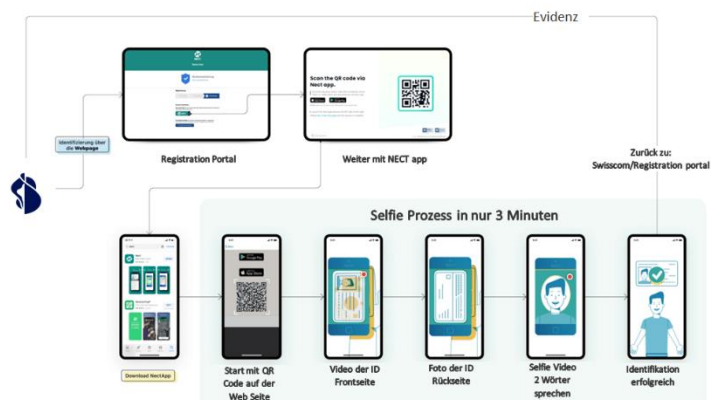 Evidenz
NECT
Scan the QR code via
Nect app.
Identifizierung über
die Webpage
Registration Portal
Weiter mit NECT app
Zurück zu:
Swisscom/Registration portal
Selfie Prozess in nur 3 Minuten
Download NectApp
Start mit QR
Code auf der
Web Seite
Video der ID
Frontseite
Foto der ID
Rückseite
Selfie Video
2 Wörter
sprechen
Identifikation
erfolgreich